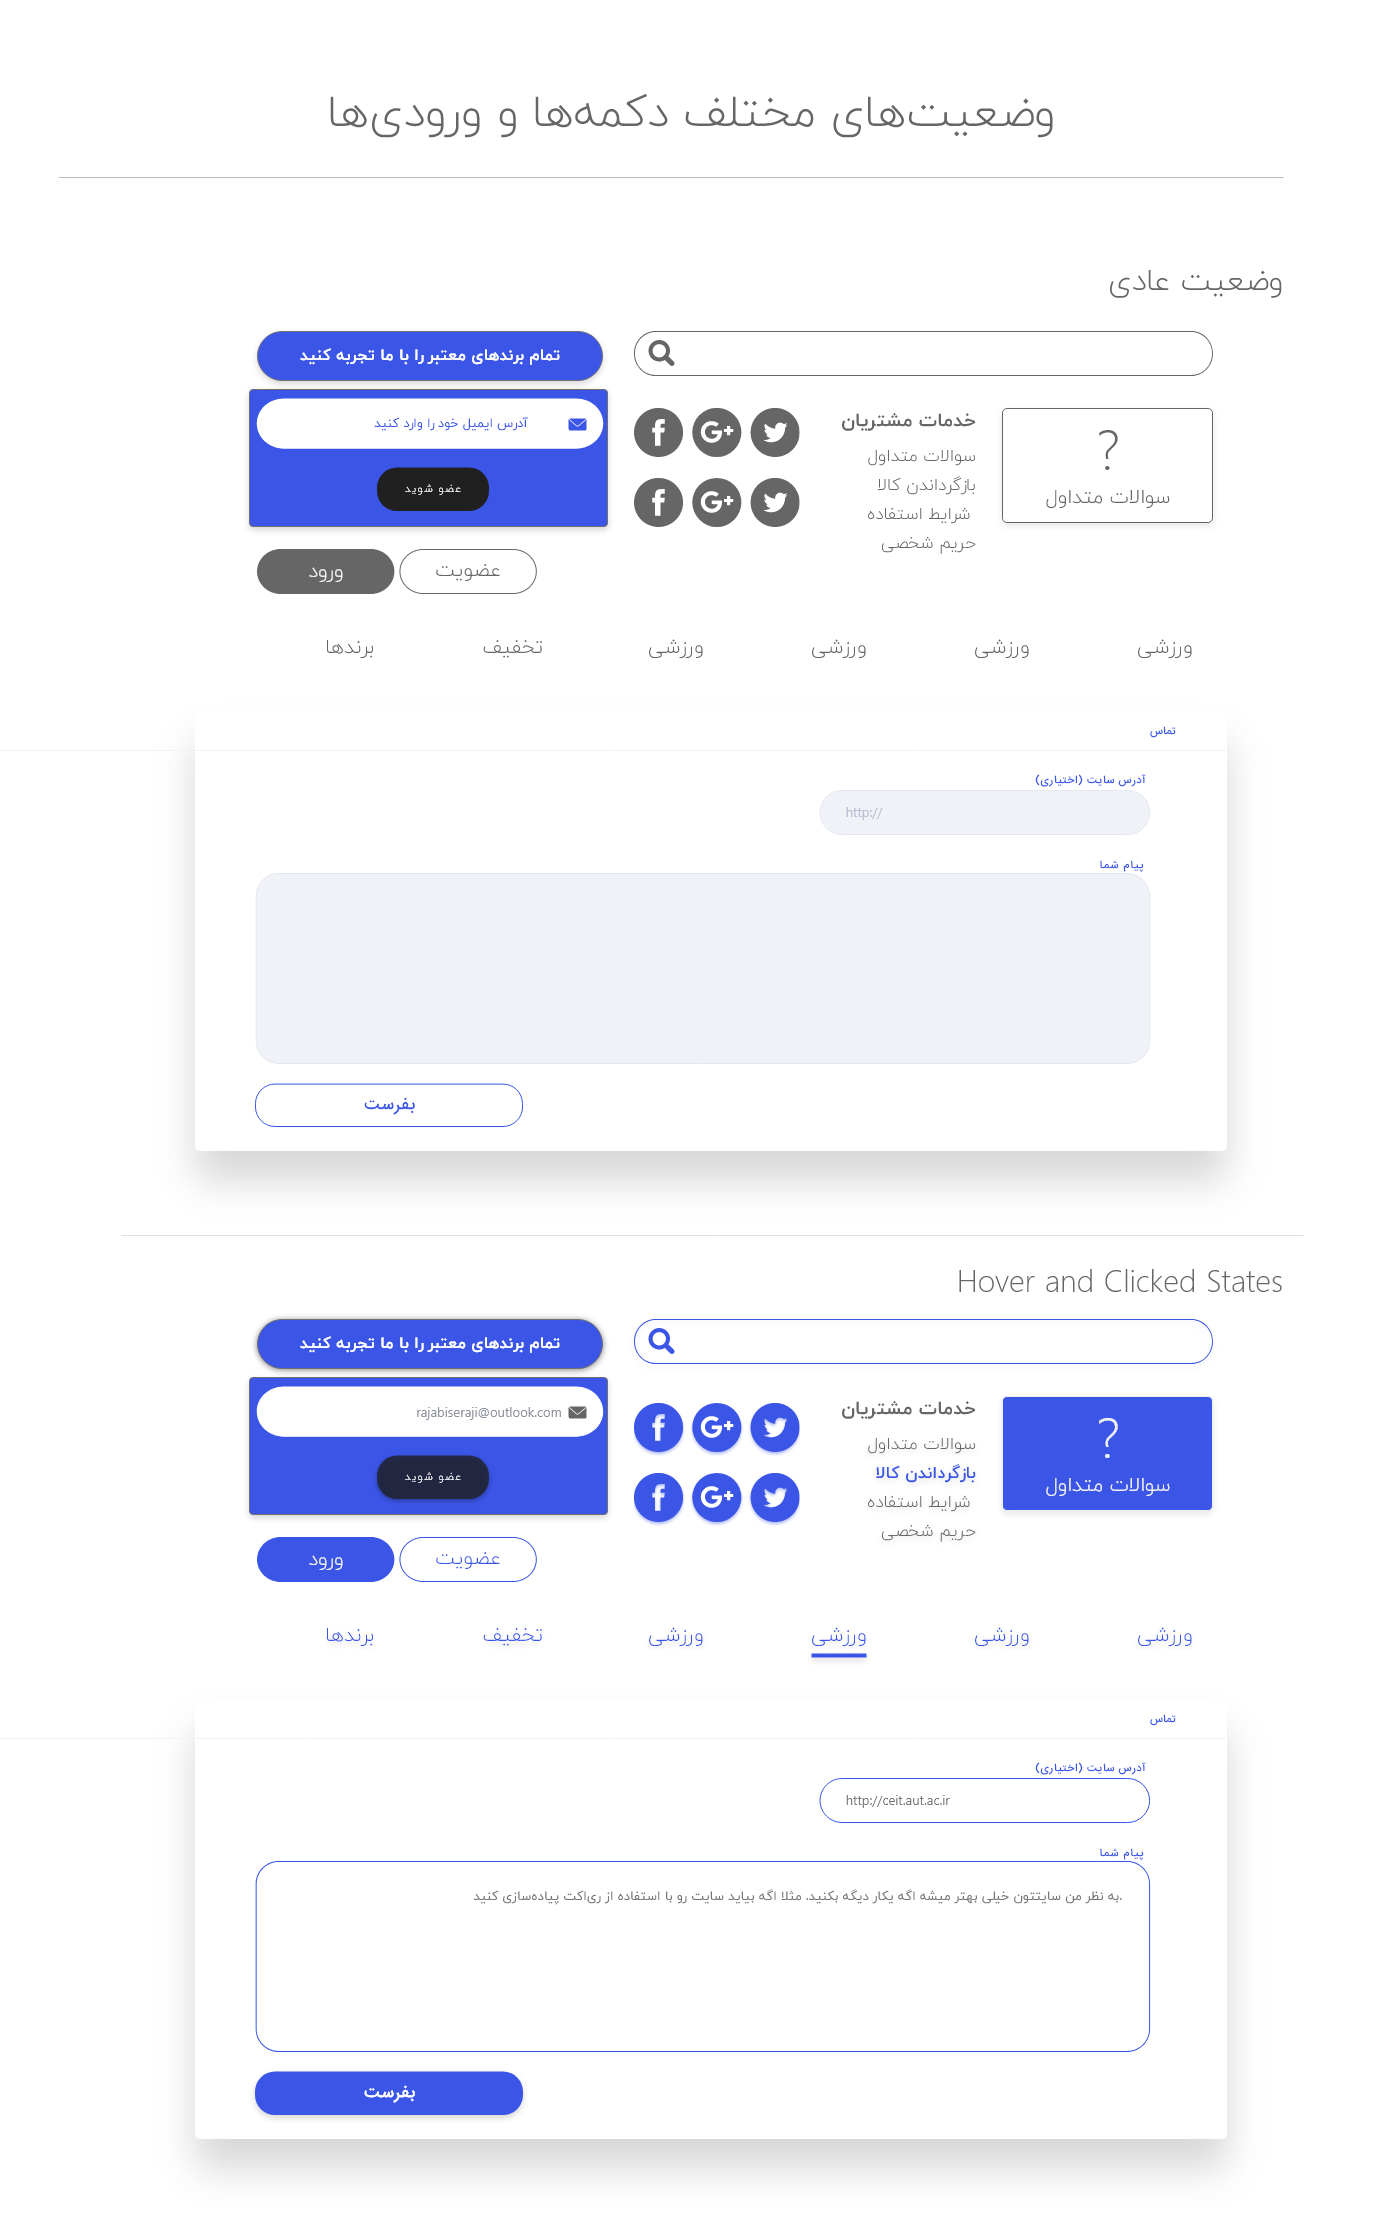 وضعیت‌های مختلف دکمه‌ها و ورودی‌ها
وضعیت عادی
تمام برندهای معتبر را با ما تجربه کنید
آدرس ایمیل خود را وارد کنید
عضو شوید
خدمات مشتریان
سوالات متداول
بازگرداندن کالا
شرایط استفاده
حریم شخصی
?
سوالات متداول
عضویت
ورود
ورزشی
ورزشی
ورزشی
ورزشی
تخفیف
برندها
تماس
آدرس سایت (اختیاری)
http://
پیام شما
بفرست
Hover and Clicked States
تمام برندهای معتبر را با ما تجربه کنید
rajabiseraji@outlook.com
عضو شوید
خدمات مشتریان
سوالات متداول
بازگرداندن کالا
شرایط استفاده
حریم شخصی
?
سوالات متداول
عضویت
ورود
ورزشی
ورزشی
ورزشی
ورزشی
تخفیف
برندها
تماس
آدرس سایت (اختیاری)
http://ceit.aut.ac.ir
پیام شما
.به نظر من سایتتون خیلی بهتر میشه اگه یکار دیگه بکنید. مثلا اگه بیاید سایت رو با استفاده از ری‌اکت پیاده‌سازی کنید
بفرست